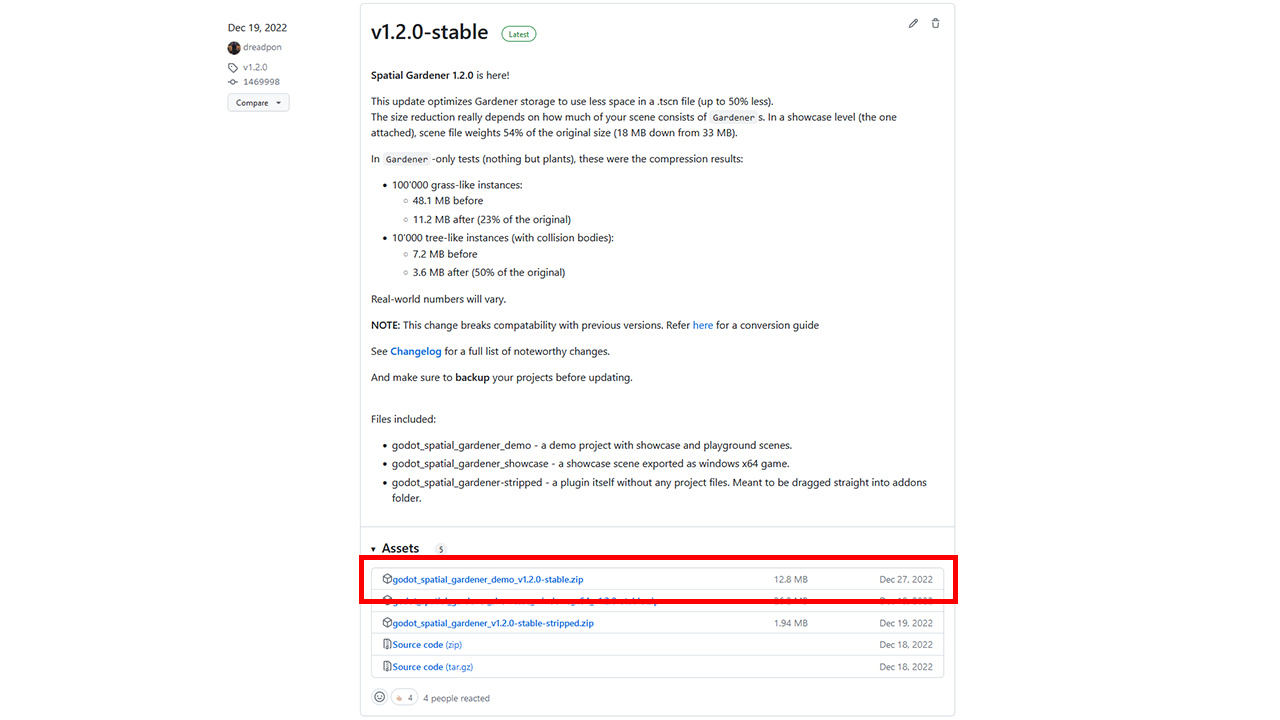 Dec 19, 2022
dreadpon
v1.2.0
1469998
Compare
v1.2.0-stable Latest
Spatial Gardener 1.2.0 is here!
This update optimizes Gardener storage to use less space in a .tscn file (up to 50% less).
The size reduction really depends on how much of your scene consists of Gardener s. In a showcase level (the one
attached), scene file weights 54% of the original size (18 MB down from 33 MB).
In Gardener -only tests (nothing but plants), these were the compression results:
100'000 grass-like instances:
48.1 MB before
11.2 MB after (23% of the original)
10'000 tree-like instances (with collision bodies):
7.2 MB before
3.6 MB after (50% of the original)
Real-world numbers will vary.
NOTE: This change breaks compatability with previous versions. Refer here for a conversion guide
See Changelog for a full list of noteworthy changes.
And make sure to backup your projects before updating.
Files included:
godot_spatial_gardener_demo - a demo project with showcase and playground scenes.
godot_spatial_gardener_showcase - a showcase scene exported as windows x64 game.
godot_spatial_gardener-stripped - a plugin itself without any project files. Meant to be dragged straight into addons
folder.
Assets 5
godot_spatial_gardener_demo_v1.2.0-stable.zip 12.8 MB Dec 27, 2022
godot_spatial_gardener_v1.2.0-stable-stripped.zip 1.94 MB Dec 19, 2022
Source code (zip) Dec 18, 2022
Source code (tar.gz) Dec 18, 2022
4 4 people reacted